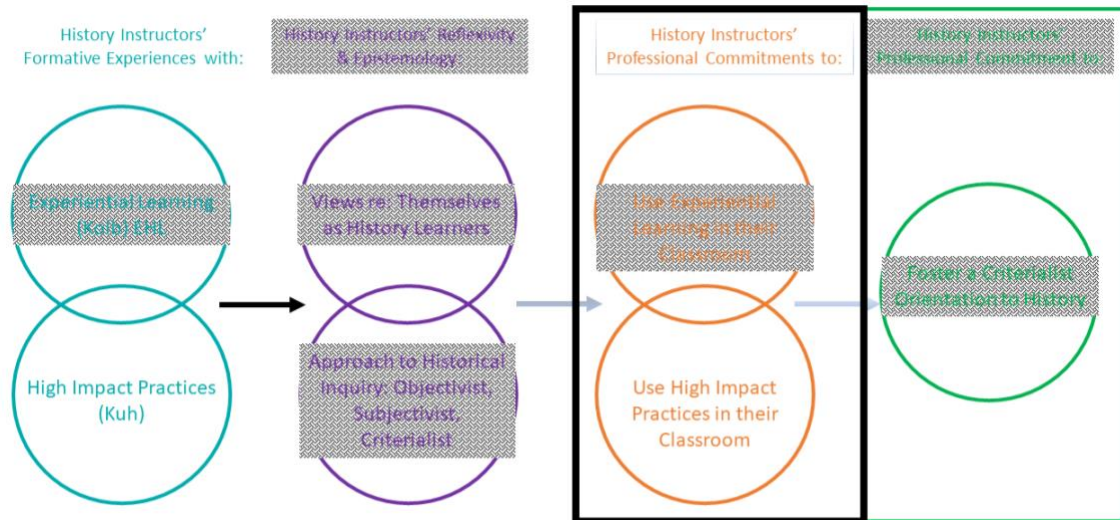 History Instructors'
Formative Experiences with:
History Instructors' Reflexivity
& Epistemology:
History Instructors'
Professional Commitments to:
History Instructors'
Professional Commitment to:
Experiential Learning
(Kolb) EHL
Views re: Themselves
as History Learners
Use Experiential
Learning in their
Classroom
Foster a Criterialist
Orientation to History
High Impact Practices
(Kuh)
Approach to Historical
Inquiry: Objectivist,
Subjectivist,
Criterialist
Use High Impact
Practices in their
Classroom